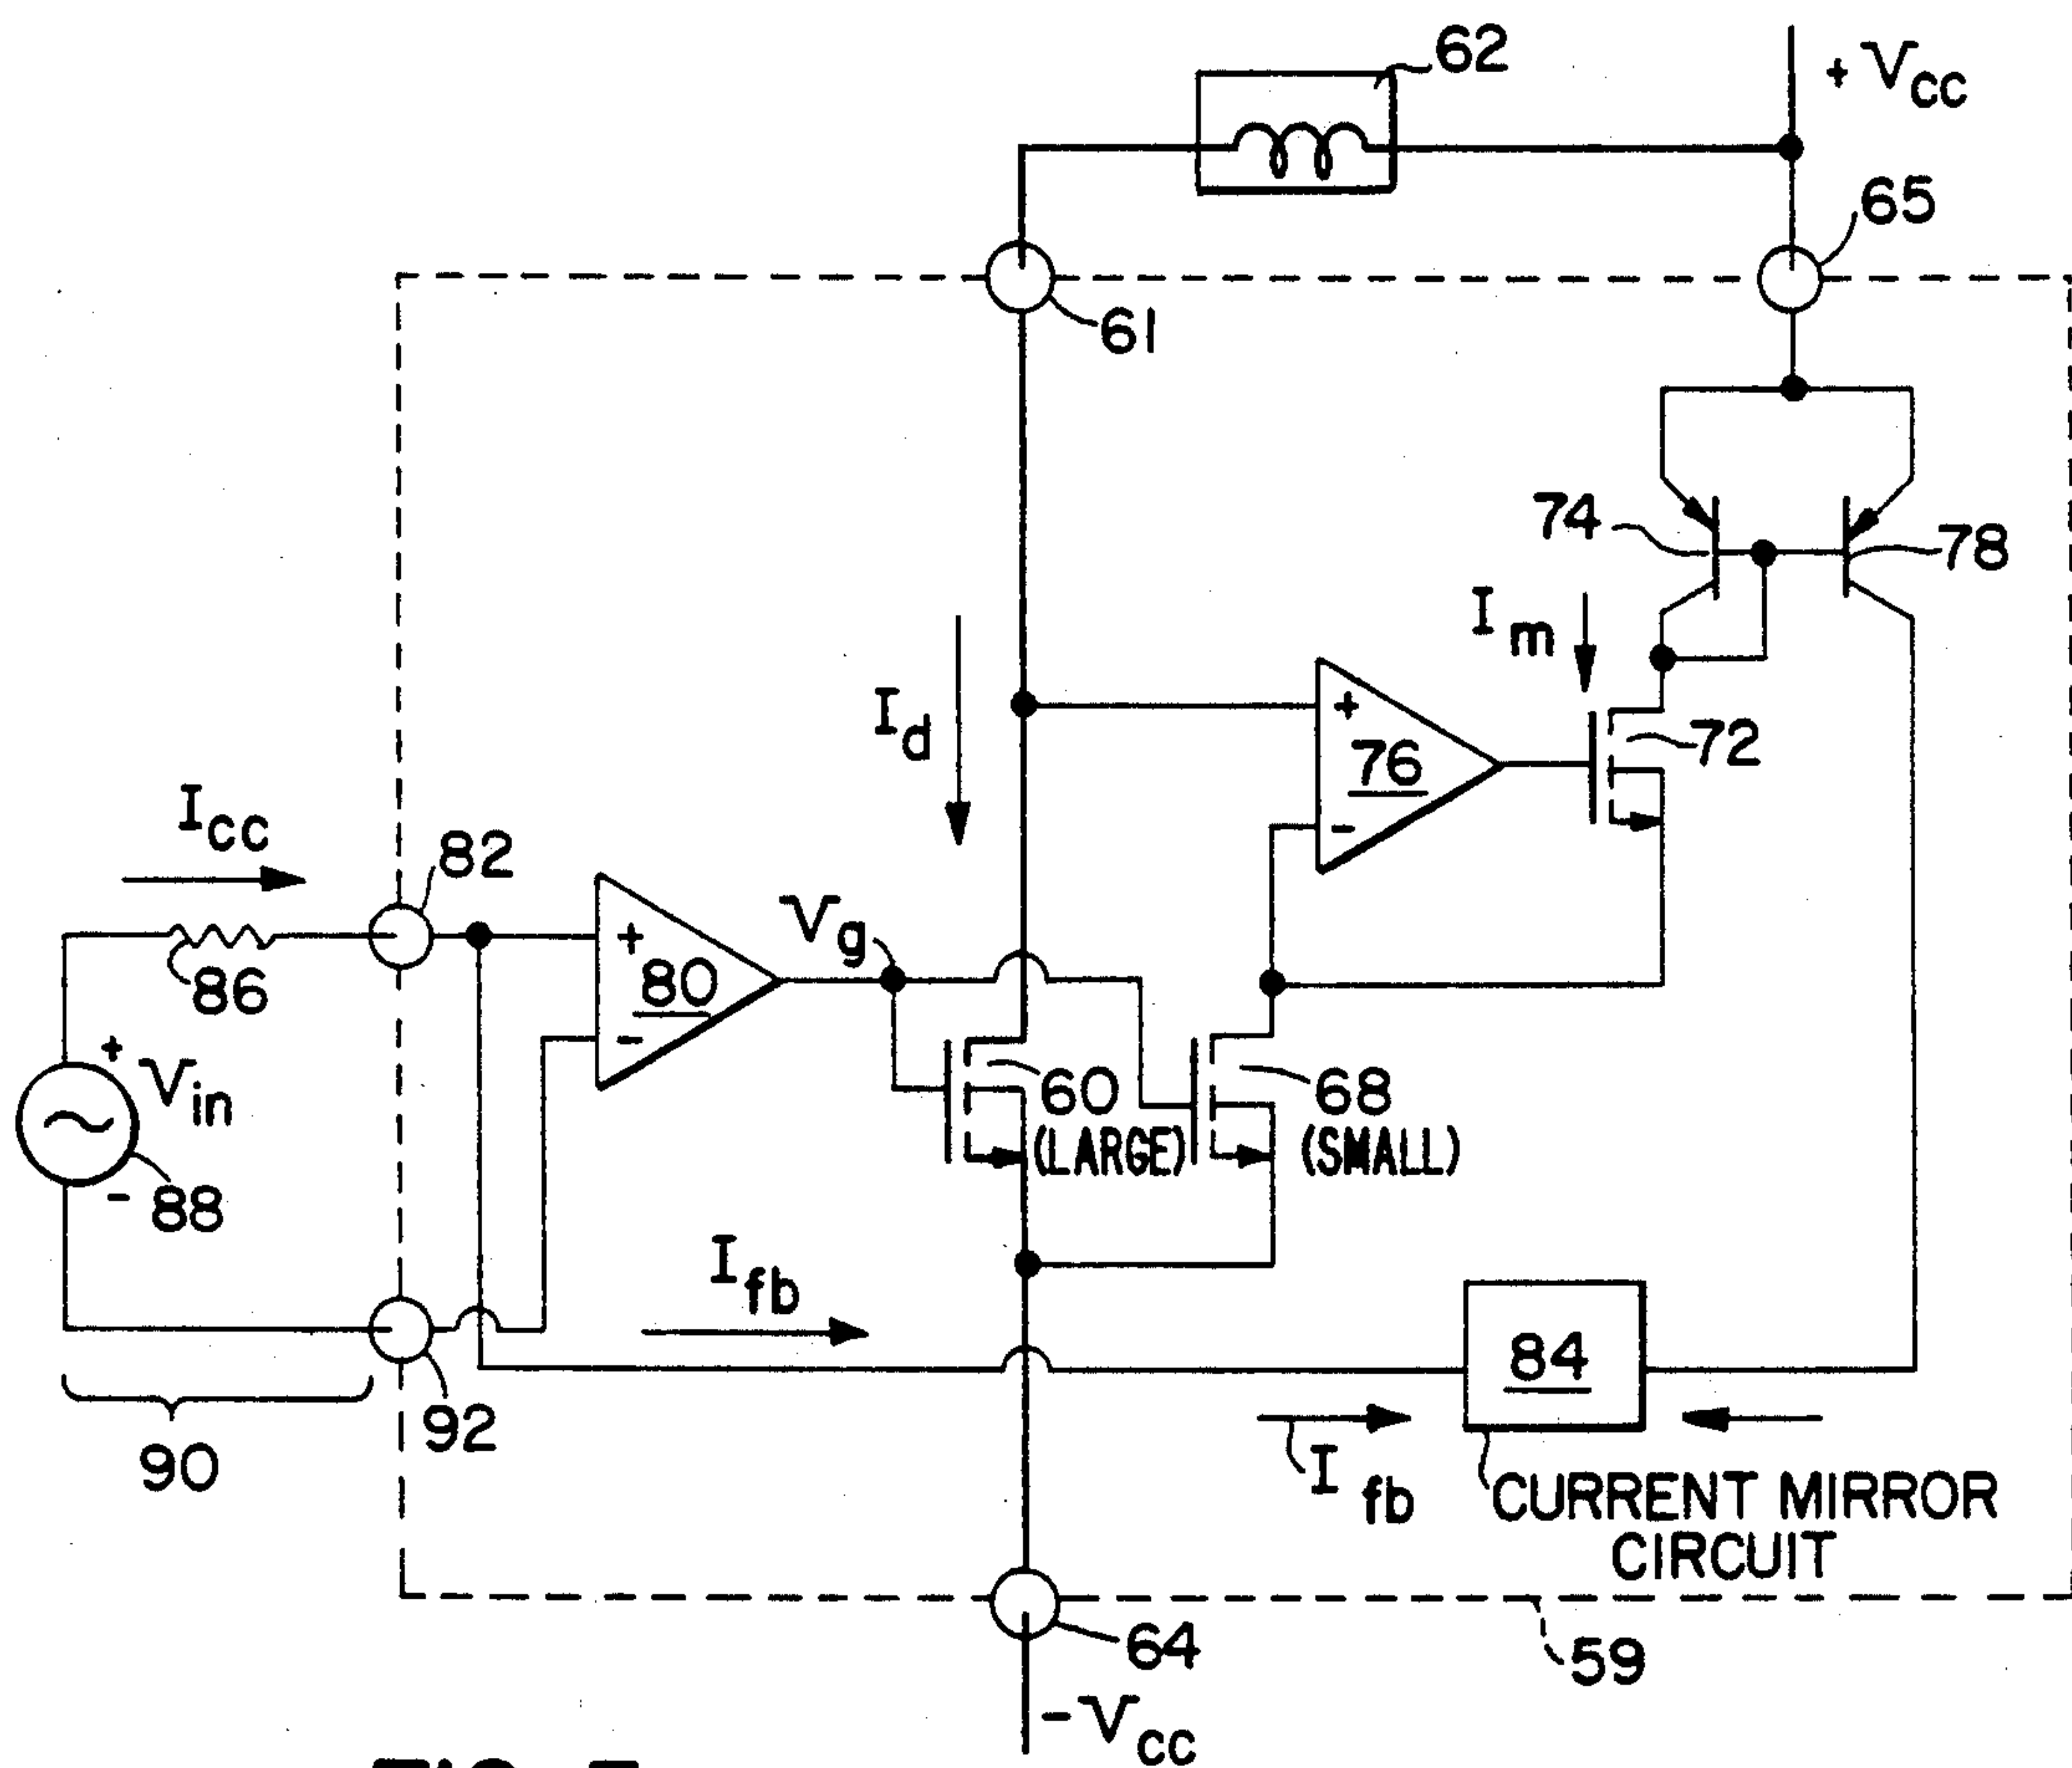 62
+ Vcc
65
61
74
78
Im
+
76
72
-
Id
Icc
82
+
80
-
Vg
86
+
Vin
-
88
60
(LARGE)
68
(SMALL)
Ifb
84
92
90
Ifb
CURRENT MIRROR
CIRCUIT
64
59
-Vcc